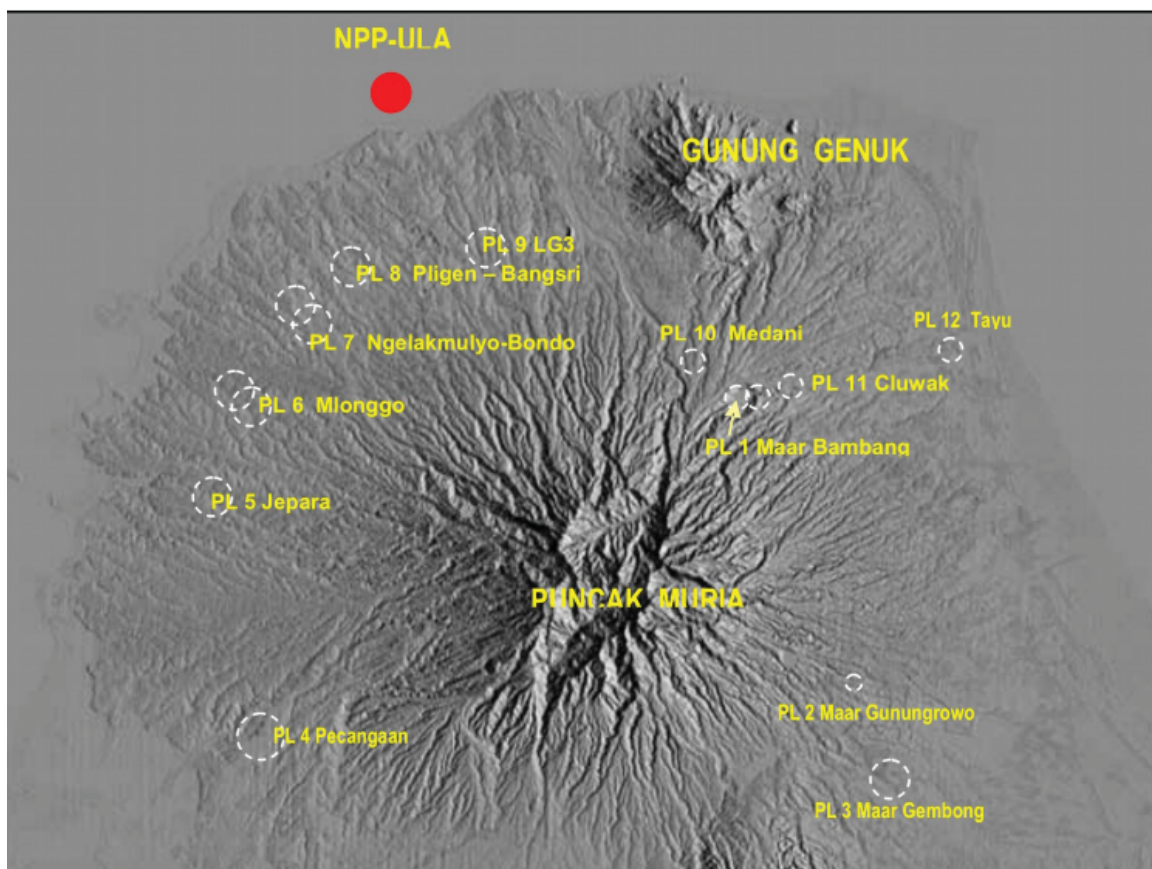 NPP-ULA
GUNUNG GENUK
PL 9 LG3
PL 8 Pligen – Bangsri
PL 7 Ngelakmulyo-Bondo
PL 12 Tayu
PL 10 Medani
PL 11 Cluwak
PL 6 Mlonggo
PL 1 Maar Bambang
PL 5 Jepara
PUNCAK MURIA
PL 2 Maar Gunungrowo
PL 4 Pecangaan
PL 3 Maar Gembong